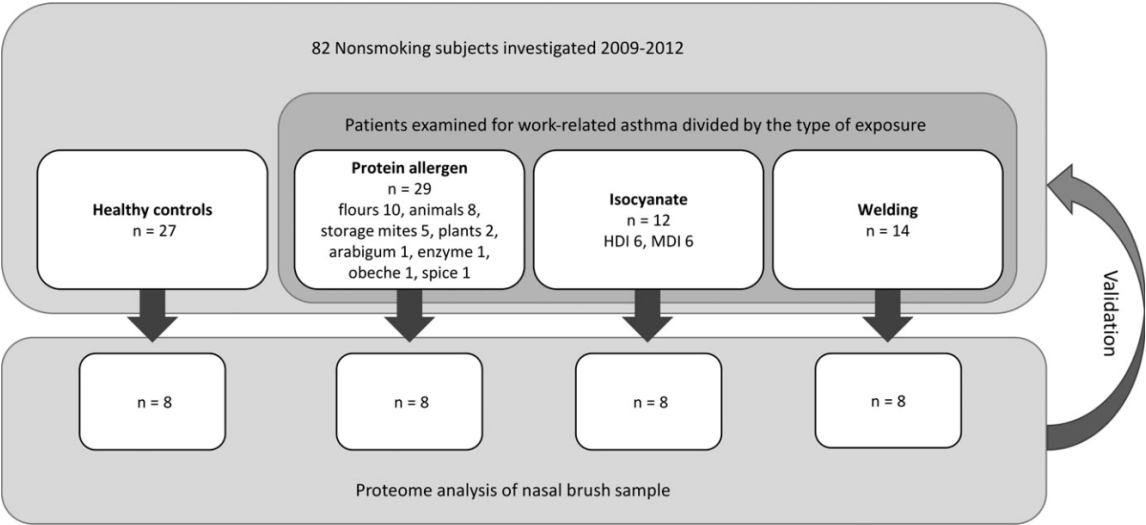 82 Nonsmoking subjects investigated 2009-2012
Patients examined for work-related asthma divided by the type of exposure
Healthy controls
n = 27
Protein allergen
n = 29
flours 10, animals 8,
storage mites 5, plants 2,
arabigum 1, enzyme 1,
obeche 1, spice 1
Isocyanate
n = 12
HDI 6, MDI 6
Welding
n = 14
Validation
n = 8
n = 8
n = 8
n = 8
Proteome analysis of nasal brush sample